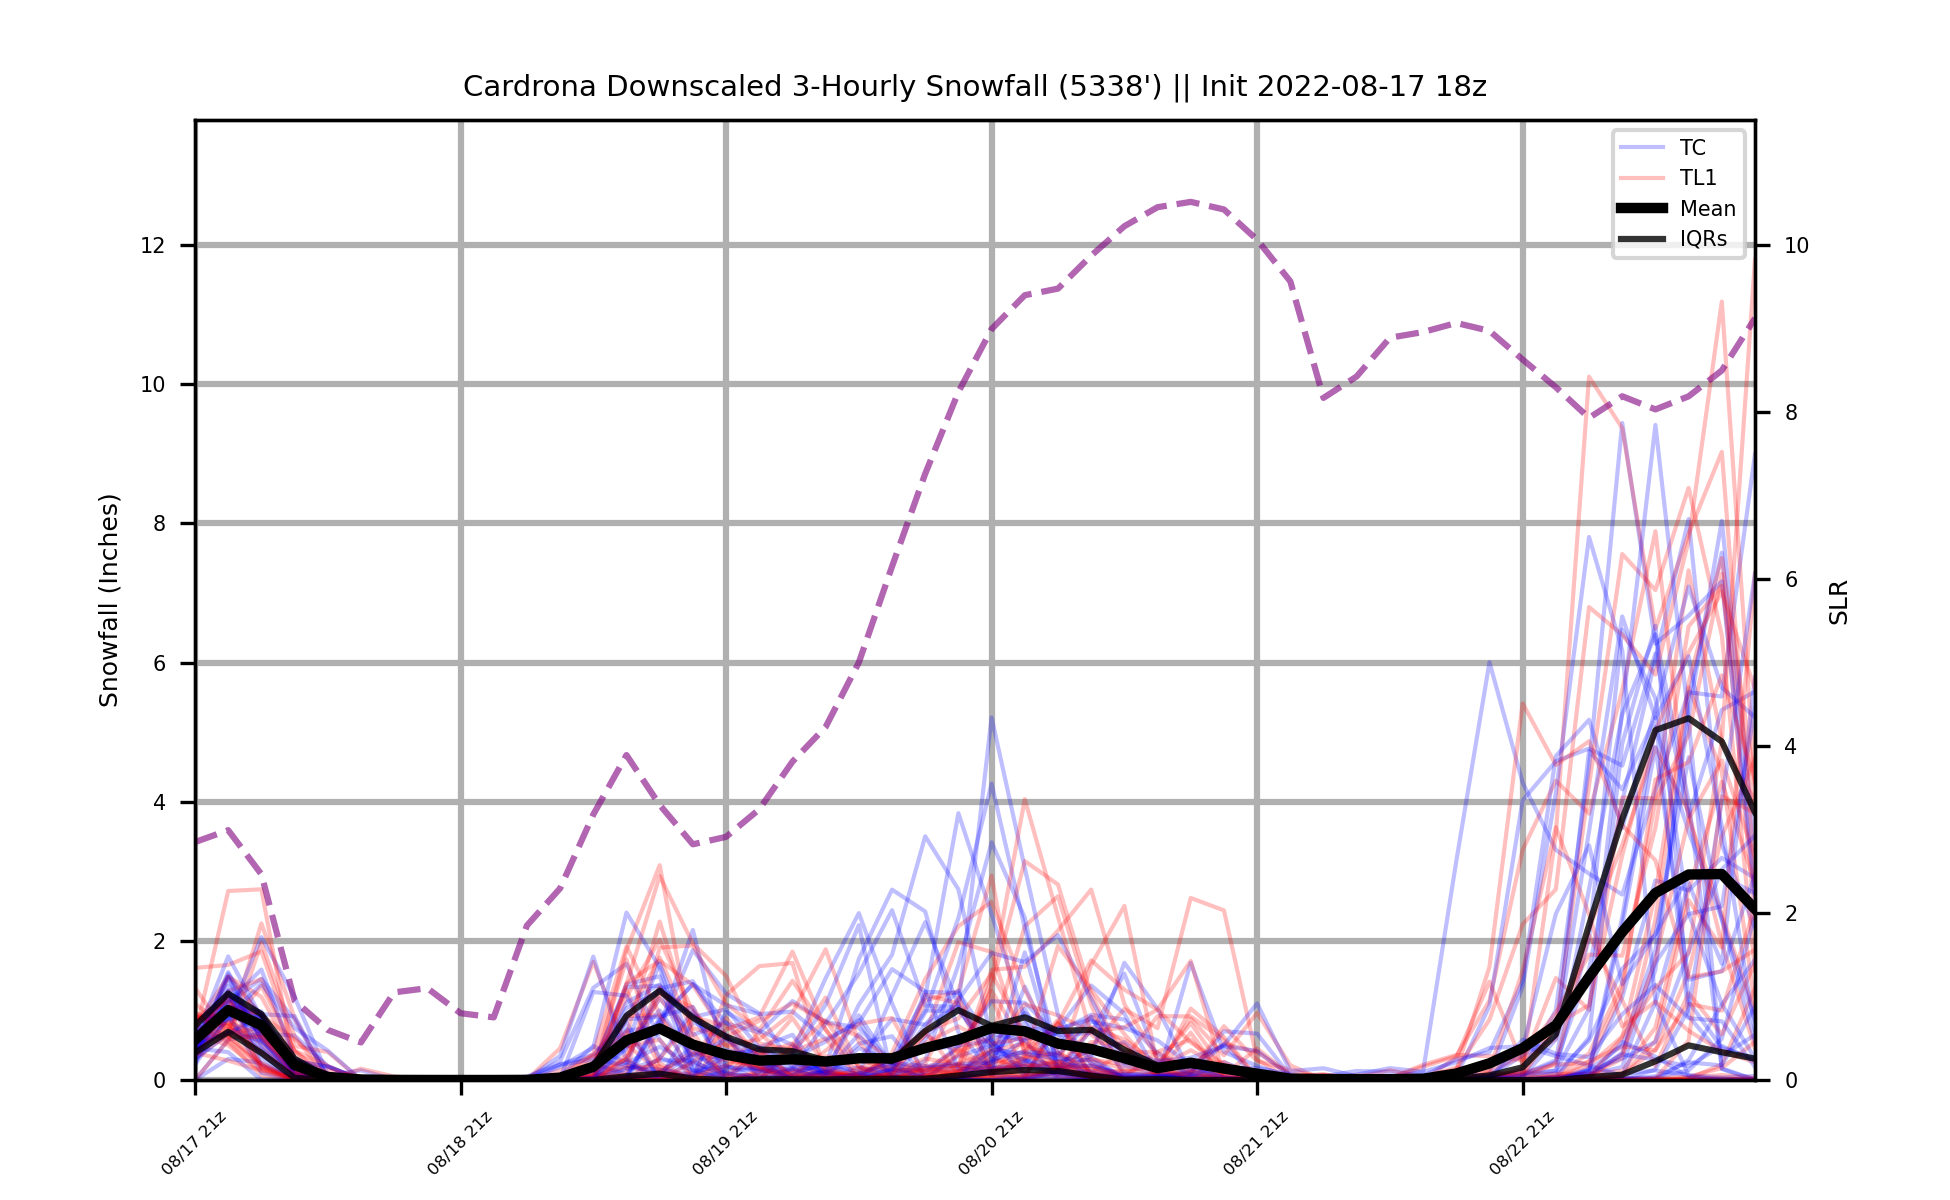 Cardrona Downscaled 3-Hourly Snowfall (5338') || Init 2022-08-17 18z
TC
TL1
Mean
IQRs
Snowfall (Inches)
12
10
8
6
4
2
0
SLR
10
8
6
4
2
0
08/17 21z
08/18 21z
08/19 21z
08/20 21z
08/21 21z
08/22 21z